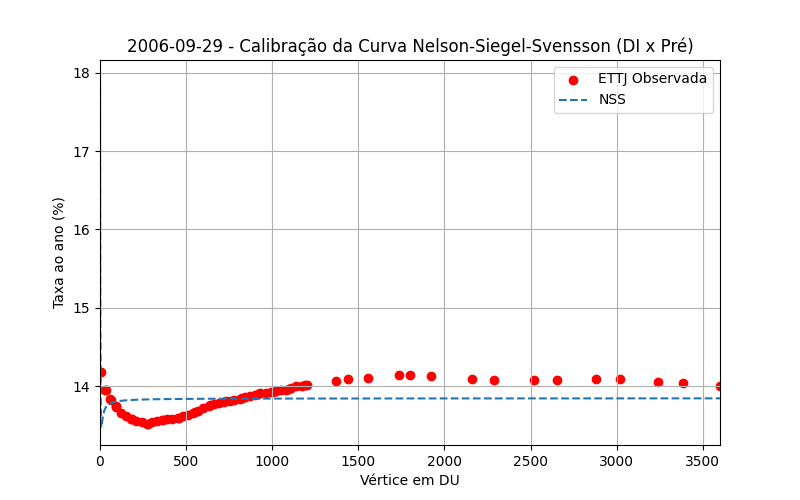 2006-09-29 - Calibração da Curva Nelson-Siegel-Svensson (DI x Pré)
ETTJ Observada
NSS
Taxa ao ano (%)
18
17
16
15
14
0 500 1000 1500 2000 2500 3000 3500
Vértice em DU